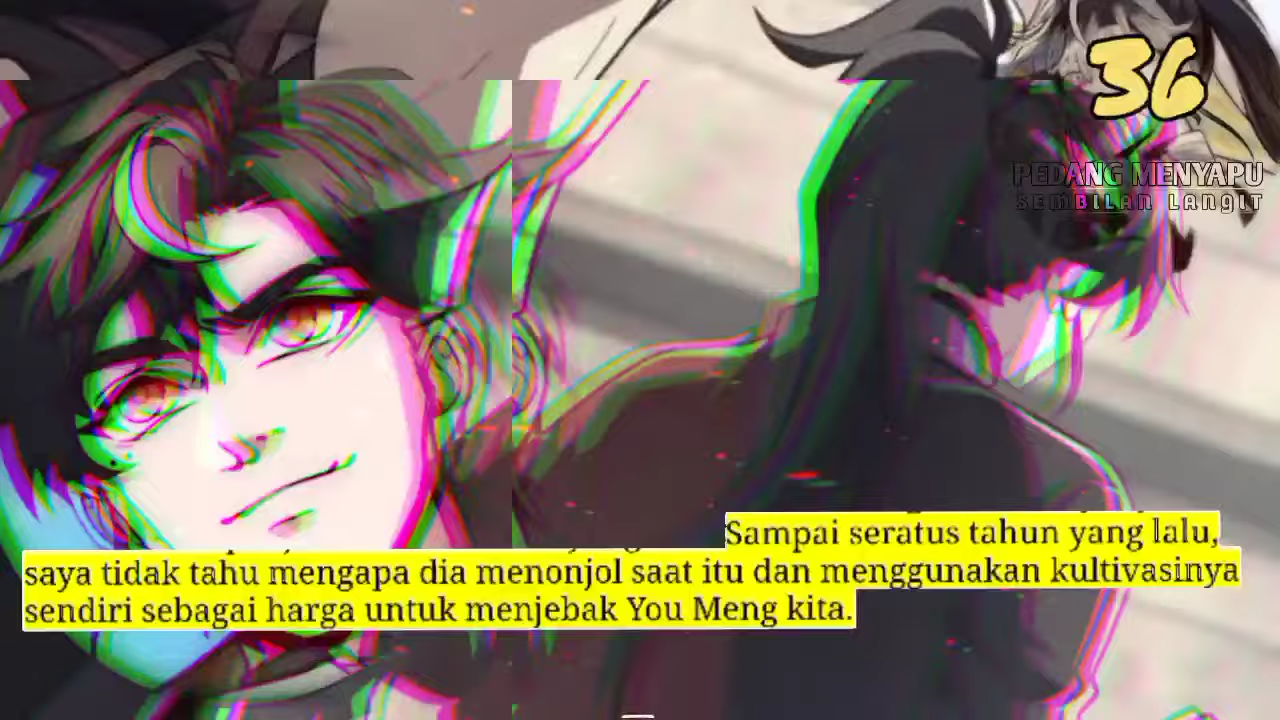 36
PEDANG MENYAPU
SEMBILAN LANGIT
Sampai seratus tahun yang lalu,
saya tidak tahu mengapa dia menonjol saat itu dan menggunakan kultivasinya
sendiri sebagai harga untuk menjebak You Meng kita.